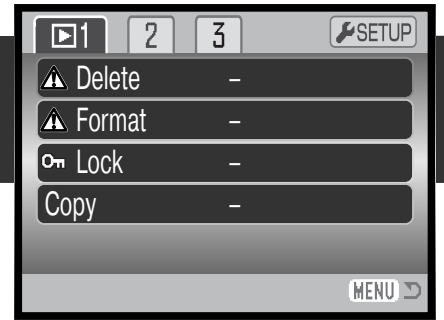 1 2 3 SETUP
Delete –
Format –
Lock –
Copy –
MENU